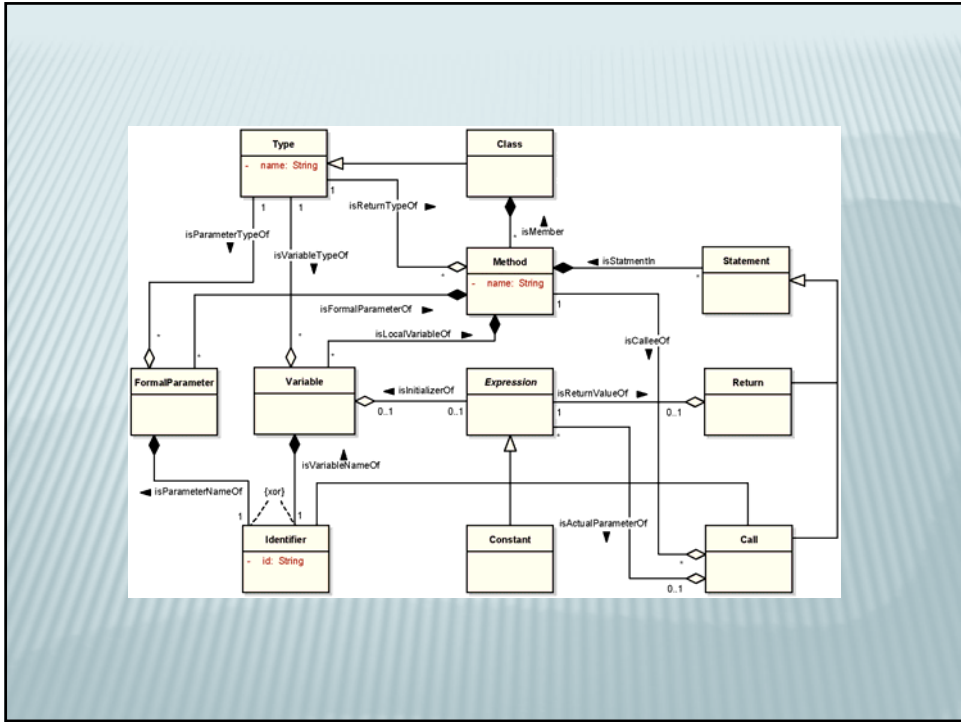 Type
- name: String
Class
1
1
1
isReturnTypeOf ►
isParameterTypeOf
▼
isVariableTypeOf
▼
▲
isMember
*
Method
- name: String
*
◄ isStatmentIn
*
Statement
isFormalParameterOf ►
1
isLocalVariableOf ►
isCalleeOf
▼
*
*
*
*
FormalParameter
Variable
◄ isInitializerOf
0..1
0..1
Expression
isReturnValueOf ►
1
0..1
*
Return
▲
isVariableNameOf
◄ isParameterNameOf
{xor}
1
1
isActualParameterOf
▼
Identifier
- id: String
Constant
Call
*
0..1